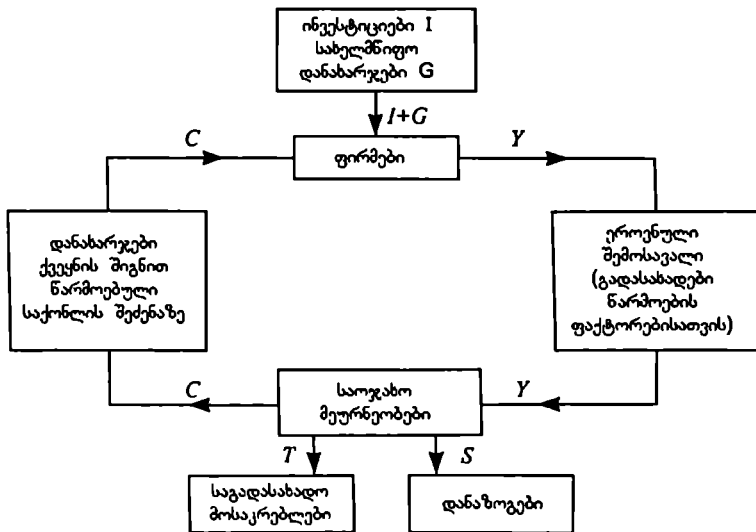 ინვესტიციები I
სახელმწიფო
დანახარჯები G
I+G
C
ფირმები
Y
დანახარჯები
ქვეყნის შიგნით
წარმოებული
საქონლის შეძენაზე
ეროვნული
შემოსავალი
(გადასახადები
წარმოების
ფაქტორებისათვის)
C
საოჯახო
მეურნეობები
Y
T
S
საგადასახადო
მოსაკრებლები
დანაზოგები